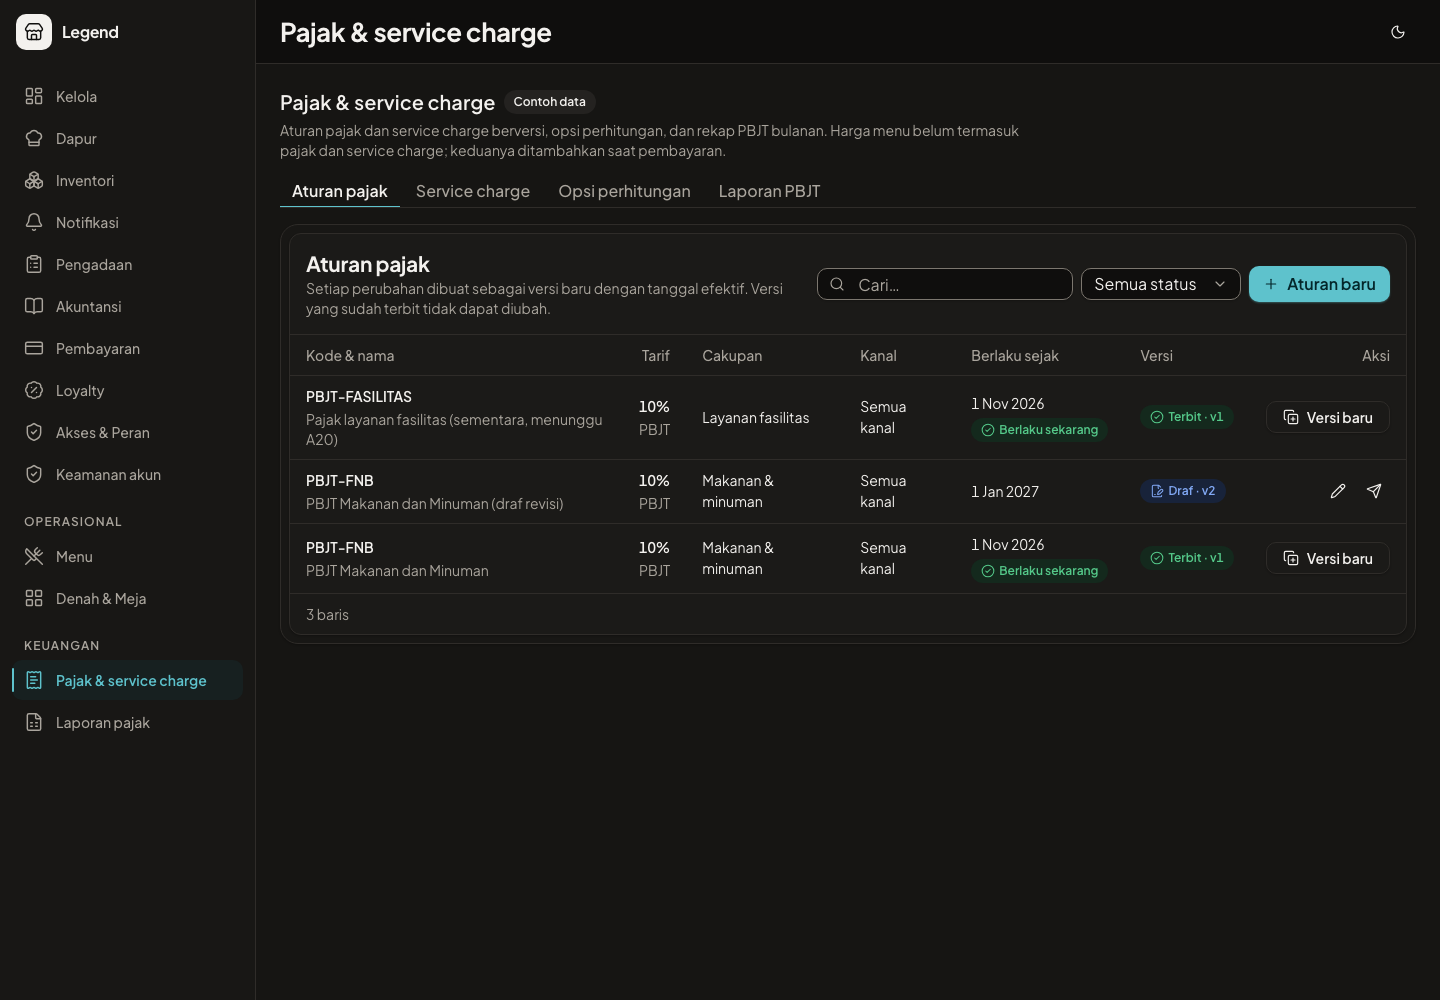 Legend
Kelola
Dapur
Inventori
Notifikasi
Pengadaan
Akuntansi
Pembayaran
Loyalty
Akses & Peran
Keamanan akun
OPERASIONAL
Menu
Denah & Meja
KEUANGAN
Pajak & service charge
Laporan pajak
Pajak & service charge
Pajak & service charge Contoh data
Aturan pajak dan service charge berversi, opsi perhitungan, dan rekap PBJT bulanan. Harga menu belum termasuk
pajak dan service charge; keduanya ditambahkan saat pembayaran.
Aturan pajak Service charge Opsi perhitungan Laporan PBJT
Aturan pajak
Setiap perubahan dibuat sebagai versi baru dengan tanggal efektif. Versi
yang sudah terbit tidak dapat diubah.
Cari... Semua status Aturan baru
Kode & nama Tarif Cakupan Kanal Berlaku sejak Versi Aksi
PBJT-FASILITAS
Pajak layanan fasilitas (sementara, menunggu
A20)
10%
PBJT
Layanan fasilitas
Semua
kanal
1 Nov 2026
Berlaku sekarang
Terbit · v1
Versi baru
PBJT-FNB
PBJT Makanan dan Minuman (draf revisi)
10%
PBJT
Makanan &
minuman
Semua
kanal
1 Jan 2027
Draf · v2
PBJT-FNB
PBJT Makanan dan Minuman
10%
PBJT
Makanan &
minuman
Semua
kanal
1 Nov 2026
Berlaku sekarang
Terbit · v1
Versi baru
3 baris